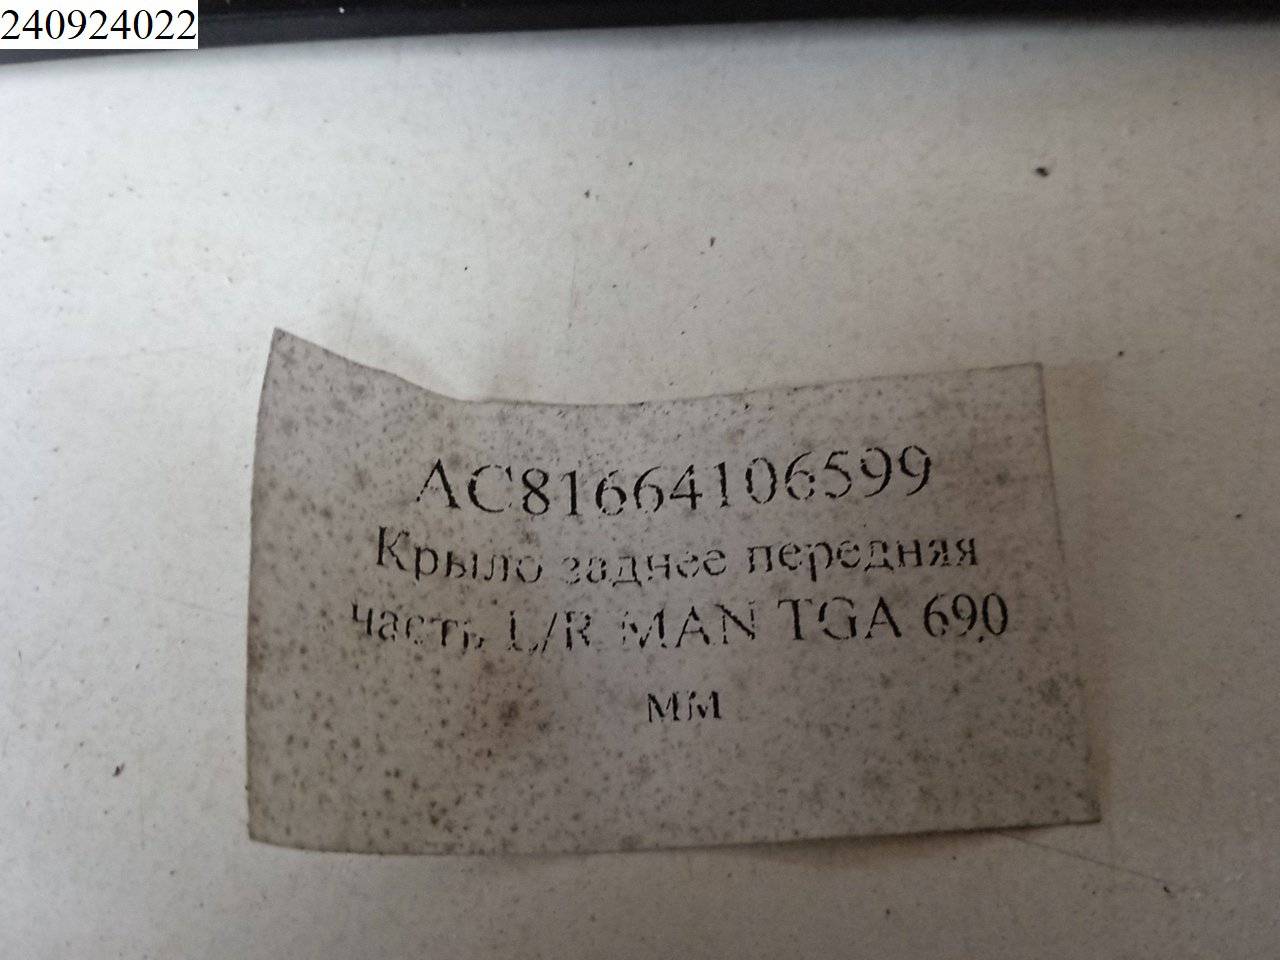 240924022
AC81664106599
Крыло заднее передняя
часть L/R MAN TGA 690
мм